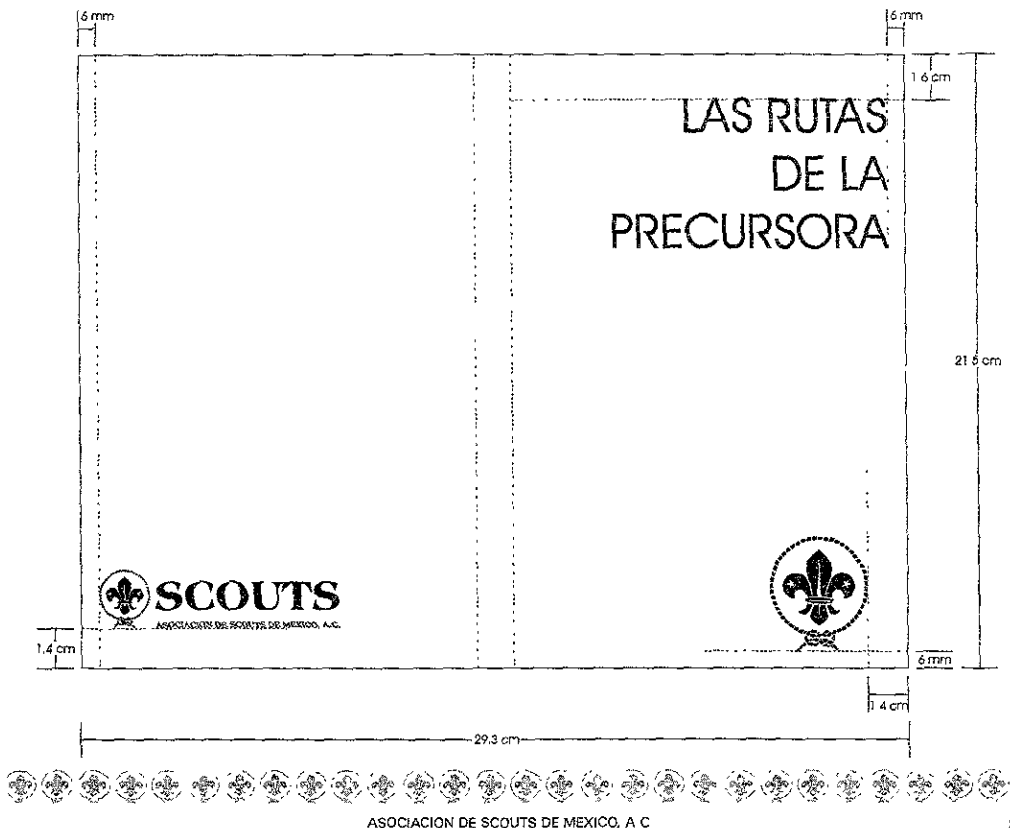 6 mm
6 mm
1 6 cm
LAS RUTAS
DE LA
PRECURSORA
21 5 cm
SCOUTS
ASOCIACION DE SCOUTS DE MEXICO, A.C.
1.4 cm
6 mm
1 4 cm
29.3 cm
ASOCIACION DE SCOUTS DE MEXICO, A C